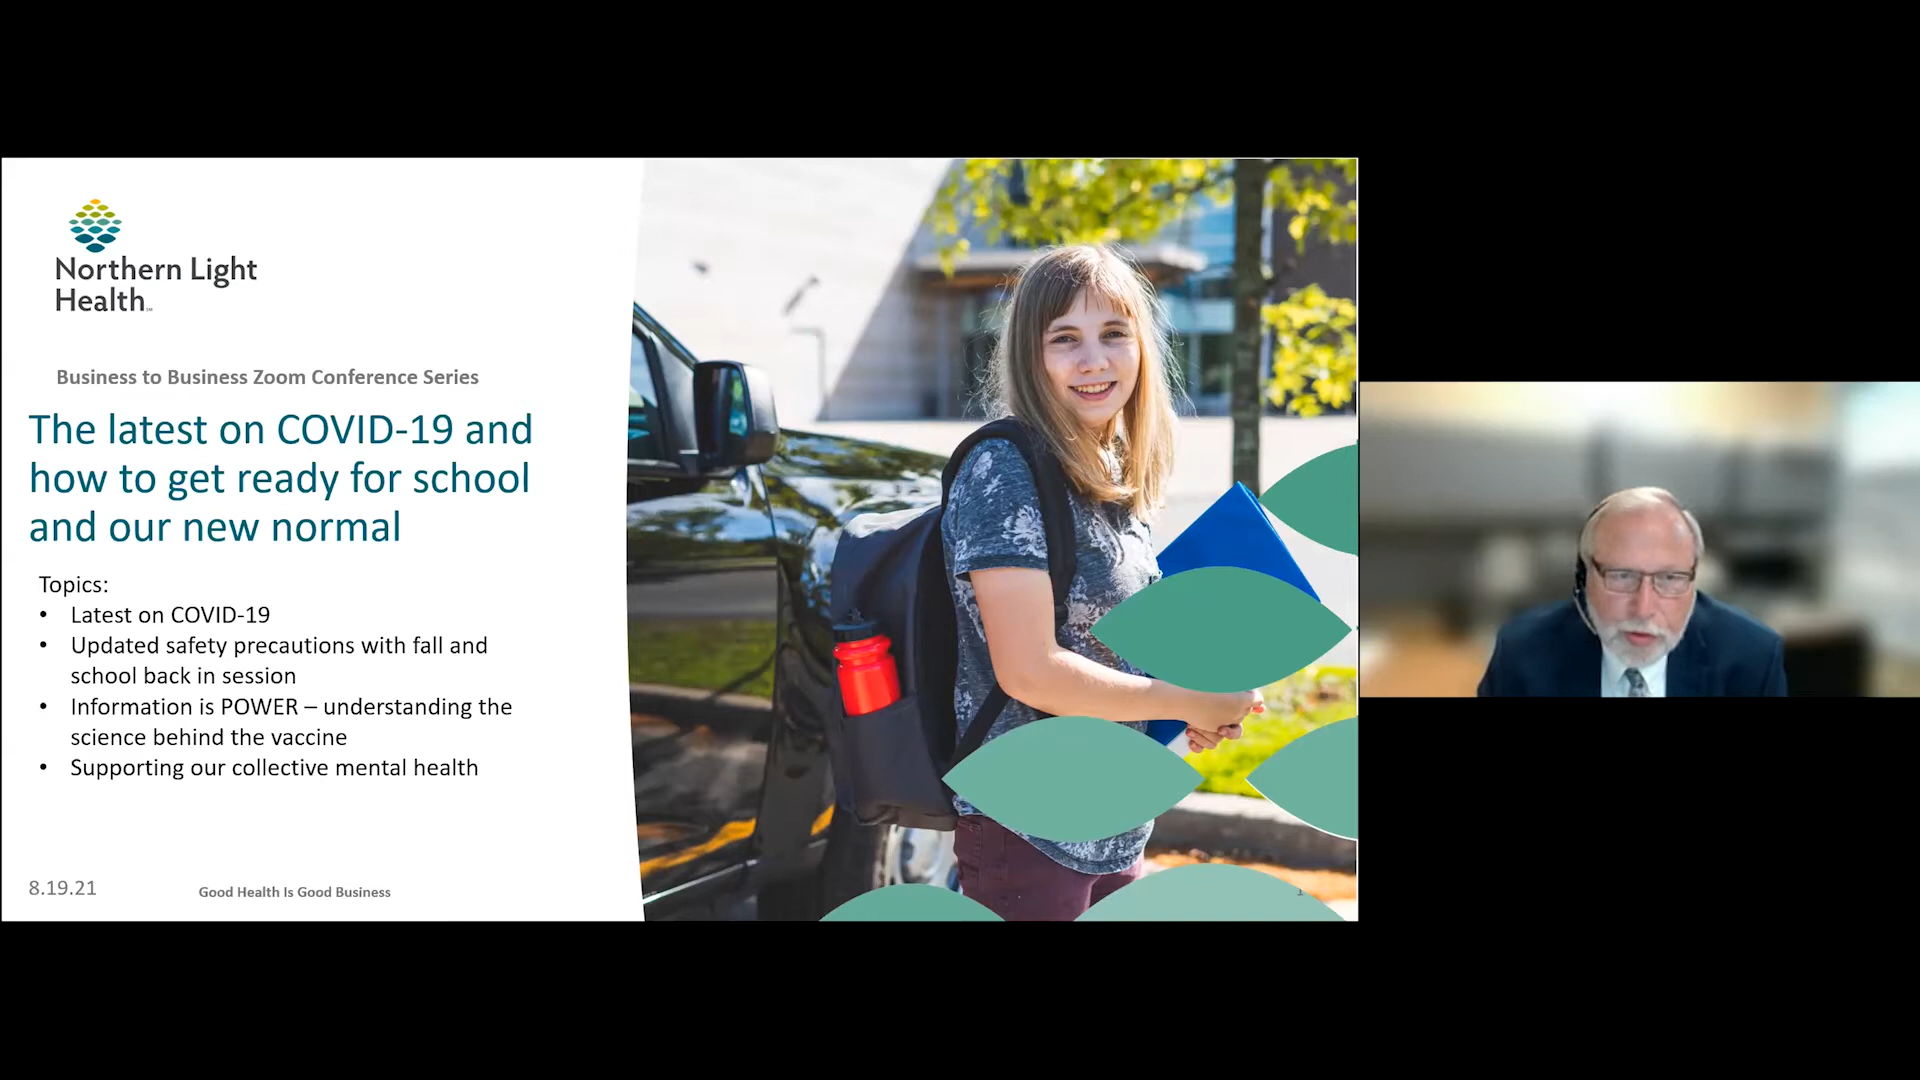 Northern Light
Health
Business to Business Zoom Conference Series
The latest on COVID-19 and
how to get ready for school
and our new normal
Topics:
• Latest on COVID-19
• Updated safety precautions with fall and
school back in session
• Information is POWER – understanding the
science behind the vaccine
• Supporting our collective mental health
8.19.21
Good Health Is Good Business